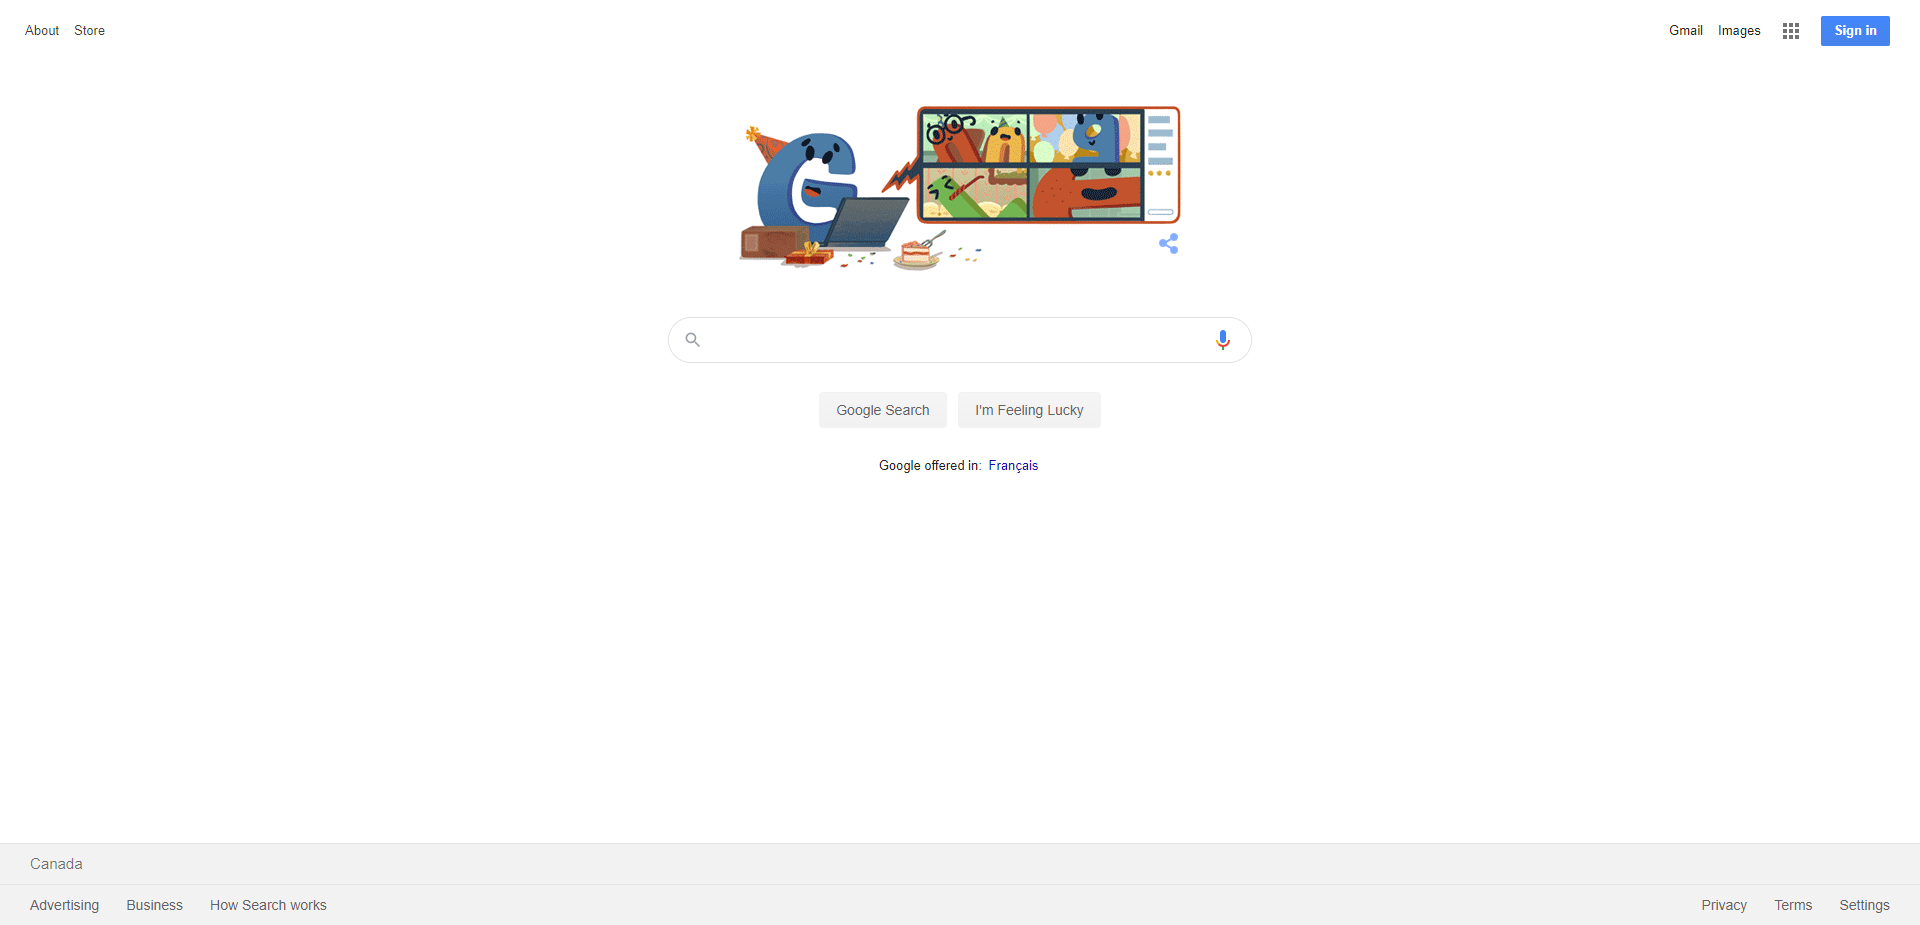 About Store Gmail Images Sign in
Google Search I'm Feeling Lucky
Google offered in: Français
Canada
Advertising Business How Search works Privacy Terms Settings